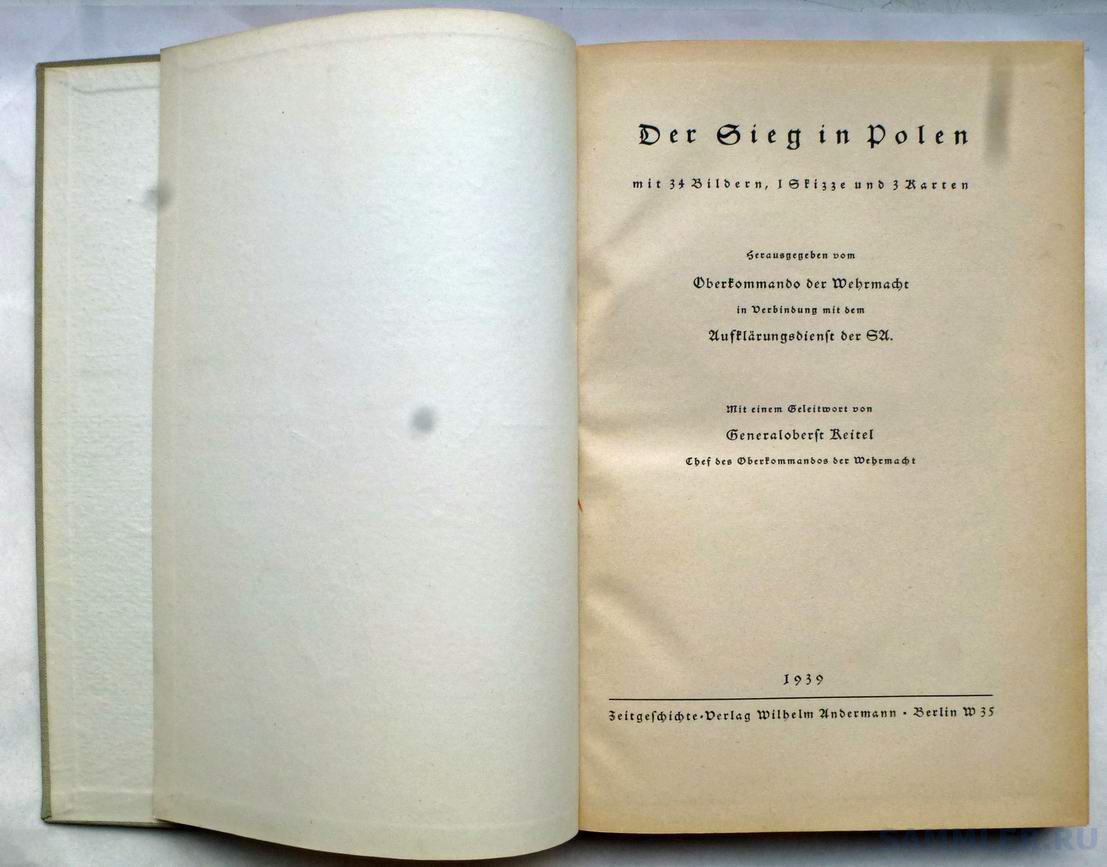 Der Sieg in Polen
mit 34 Bildern, 1 Skizze und 3 Karten
Herausgegeben vom
Oberkommando der Wehrmacht
in Verbindung mit dem
Aufklärungsdienst der SA.
Mit einem Geleitwort von
Generaloberst Keitel
Chef des Oberkommandos der Wehrmacht
1939
Zeitgeschichte-Verlag Wilhelm Andermann · Berlin W 35
SAMMLER.RU